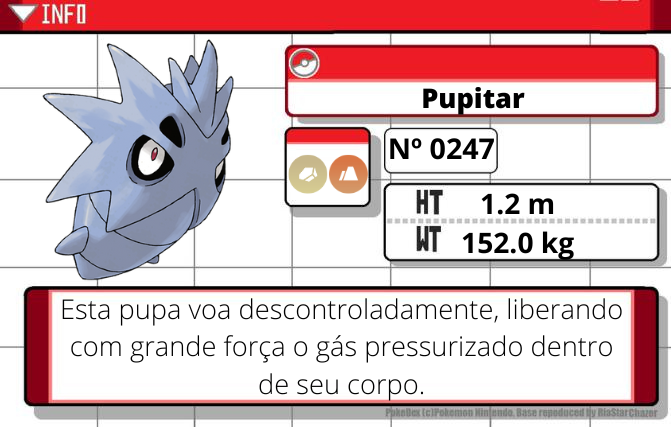 INFO
Pupitar
Nº 0247
HT 1.2 m
WT 152.0 kg
Esta pupa voa descontroladamente, liberando
com grande força o gás pressurizado dentro
de seu corpo.
PokeDex (c)Pokemon Nintendo. Base repoduced by RiaStarChazer